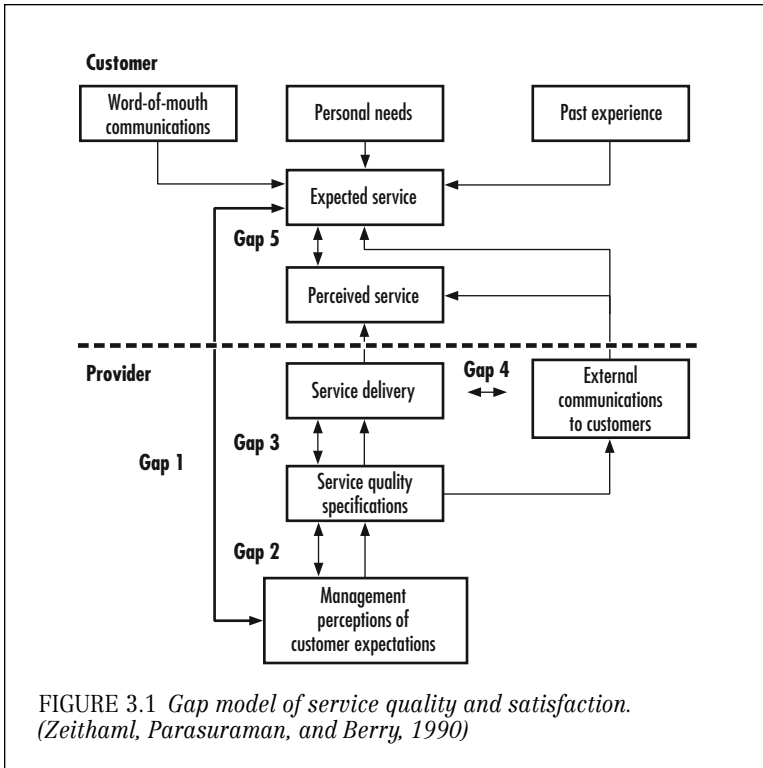 Customer
Word-of-mouth
communications
Personal needs
Past experience
Expected service
Gap 5
Perceived service
Provider
Service delivery
Gap 4
External
communications
to customers
Gap 3
Gap 1
Service quality
specifications
Gap 2
Management
perceptions of
customer expectations
FIGURE 3.1 Gap model of service quality and satisfaction.
(Zeithaml, Parasuraman, and Berry, 1990)